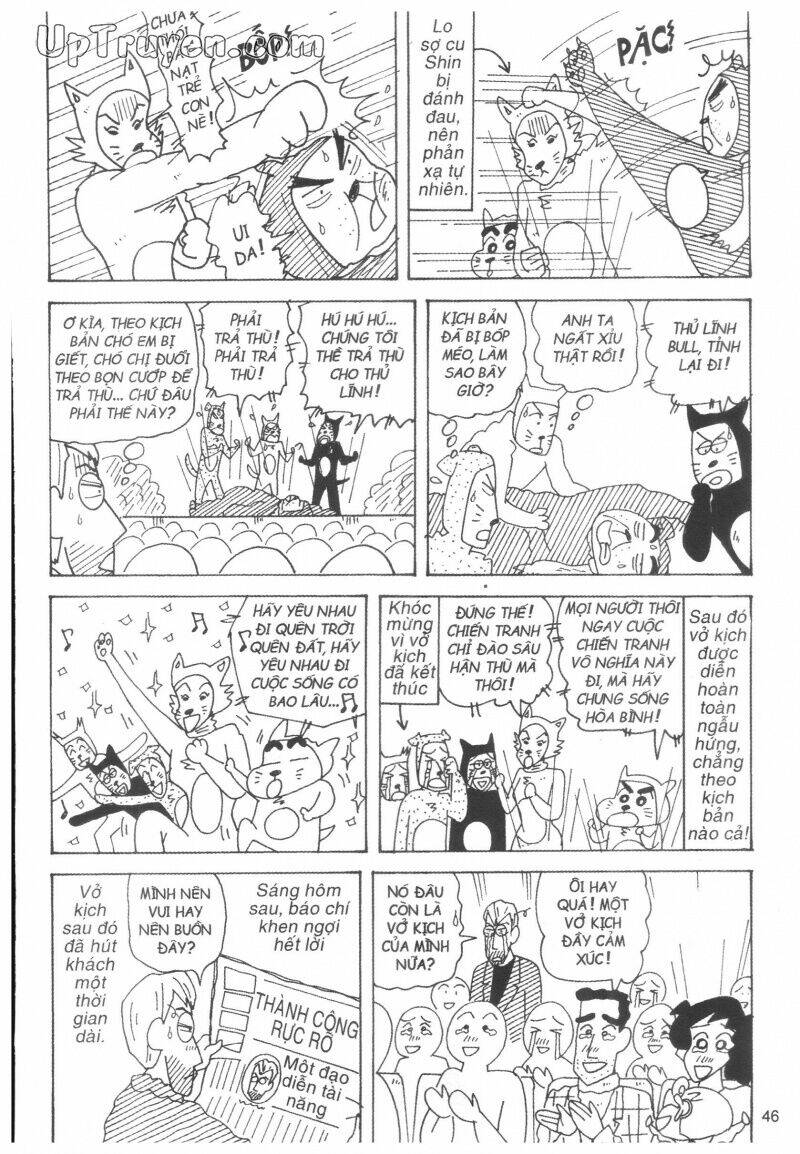 UpTruyen.com
Lo
sợ cu
Shin
bị
đánh
đau,
nên
phản
xạ tự
nhiên.
PẶC!
CHƯA
NẠT
TRẺ
CON
NÈ!
BỐP!
UI
DA!
THỦ LĨNH
BULL, TỈNH
LẠI ĐI!
ANH TA
NGẤT XỈU
THẬT RỒI!
KỊCH BẢN
ĐÃ BỊ BÓP
MÉO, LÀM
SAO BÂY
GIỜ?
HÚ HÚ HÚ...
CHÚNG TÔI
THỀ TRẢ THÙ
CHO THỦ
LĨNH!
PHẢI
TRẢ THÙ!
PHẢI TRẢ
THÙ!
Ơ KÌA, THEO KỊCH
BẢN CHÓ EM BỊ
GIẾT, CHÓ CHỊ ĐUỔI
THEO BỌN CƯỚP ĐỂ
TRẢ THÙ... CHỨ ĐÂU
PHẢI THẾ NÀY?
Sau đó
vở kịch
được
diễn
hoàn
toàn
ngẫu
hứng,
chẳng
theo
kịch
bản
nào cả!
MỌI NGƯỜI THÔI
NGAY CUỘC
CHIẾN TRANH
VÔ NGHĨA NÀY
ĐI, MÀ HÃY
CHUNG SỐNG
HÒA BÌNH!
ĐÚNG THẾ!
CHIẾN TRANH
CHỈ ĐÀO SÂU
HẬN THÙ MÀ
THÔI!
Khóc
mừng
vì vở
kịch
đã kết
thúc
HÃY YÊU NHAU
ĐI QUÊN TRỜI
QUÊN ĐẤT, HÃY
YÊU NHAU ĐI
CUỘC SỐNG CÓ
BAO LÂU...
ÔI HAY
QUÁ! MỘT
VỞ KỊCH
ĐẦY CẢM
XÚC!
NÓ ĐÂU
CÒN LÀ
VỞ KỊCH
CỦA MÌNH
NỮA?
Sáng hôm
sau, báo chí
khen ngợi
hết lời
MÌNH NÊN
VUI HAY
NÊN BUỒN
ĐÂY?
THÀNH CÔNG
RỰC RỠ
Một đạo
diễn tài
năng
Vở
kịch
sau đó
đã hút
khách
một
thời
gian
dài.
46